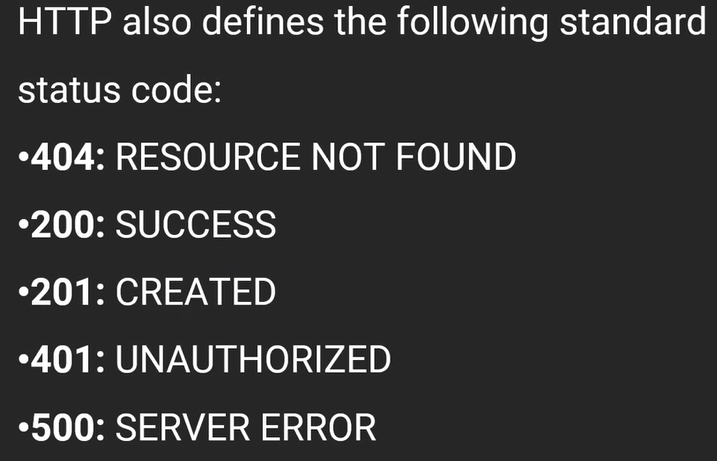 HTTP also defines the following standard
status code:
•404: RESOURCE NOT FOUND
•200: SUCCESS
•201: CREATED
•401: UNAUTHORIZED
•500: SERVER ERROR